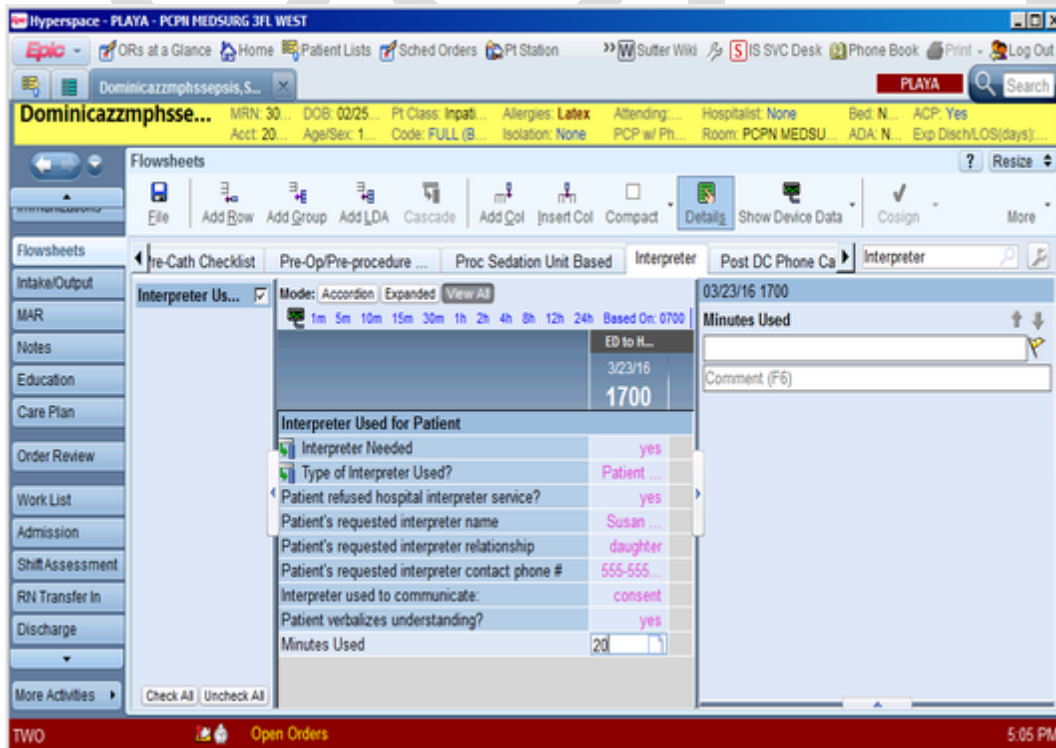 Hyperspace - PLAYA - PCPN MEDSURG 3FL WEST
Epic ORs at a Glance Home Patient Lists Sched Orders Pt Station Sutter Wiki IS SVC Desk Phone Book Print Log Out
Dominicazzmphssepsis,S... PLAYA Search
Dominicazzmphsse... MRN: 30... DOB: 02/25... Pt Class: Inpati... Allergies: Latex Attending:... Hospitalist: None Bed: N... ACP: Yes
Acct: 20... Age/Sex: 1... Code: FULL (B... Isolation: None PCP w/ Ph... Room: PCPN MEDSU... ADA: N... Exp Disch/LOS(days):...
Flowsheets ? Resize
File Add Row Add Group Add LDA Cascade Add Col Insert Col Compact Details Show Device Data Cosign More
Pre-Cath Checklist Pre-Op/Pre-procedure ... Proc Sedation Unit Based Interpreter Post DC Phone Ca Interpreter
Flowsheets
Intake/Output
MAR
Notes
Education
Care Plan
Order Review
Work List
Admission
Shift Assessment
RN Transfer In
Discharge
More Activities
Interpreter Us...
Check All Uncheck All
Mode: Accordion Expanded View All
1m 5m 10m 15m 30m 1h 2h 4h 8h 12h 24h Based On: 0700
ED to H...
3/23/16
1700
Interpreter Used for Patient
Interpreter Needed yes
Type of Interpreter Used? Patient ...
Patient refused hospital interpreter service? yes
Patient's requested interpreter name Susan ...
Patient's requested interpreter relationship daughter
Patient's requested interpreter contact phone # 555-555...
Interpreter used to communicate: consent
Patient verbalizes understanding? yes
Minutes Used 20
03/23/16 1700
Minutes Used
Comment (F6)
TWO Open Orders 5:05 PM